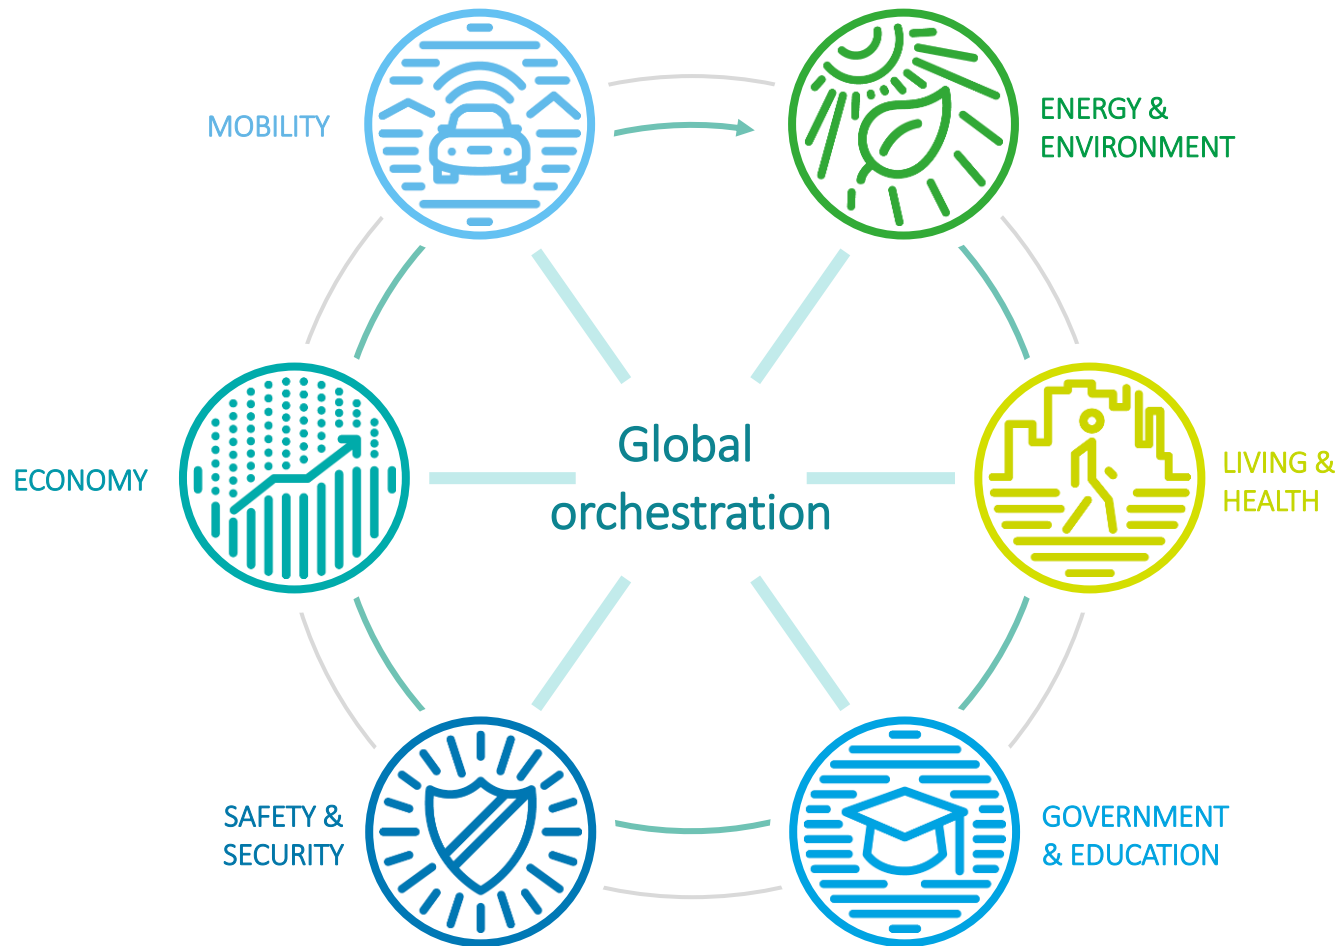 MOBILITY
ENERGY &
ENVIRONMENT
Global
orchestration
ECONOMY
LIVING &
HEALTH
SAFETY &
SECURITY
GOVERNMENT
& EDUCATION